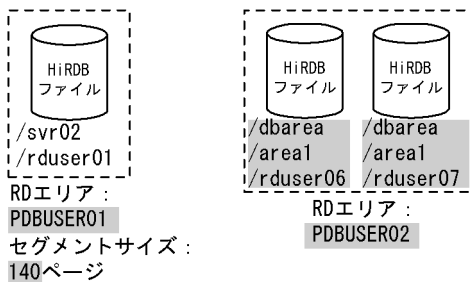 HiRDB
ファイル
/svr02
/rduser01
RDエリア：
PDBUSER01
セグメントサイズ：
140ページ
HiRDB
ファイル
/dbarea
/area1
/rduser06
HiRDB
ファイル
/dbarea
/area1
/rduser07
RDエリア：
PDBUSER02